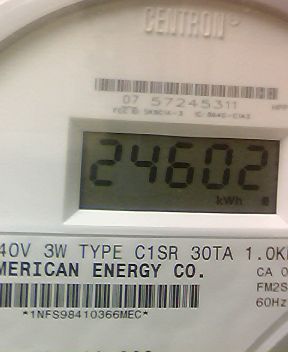 CENTRON
07 57245311
24602
kWh
40V 3W TYPE C1SR 30TA 1.0K
MERICAN ENERGY CO.
CA 0
FM2S
60Hz
*1NFS98410366MEC*